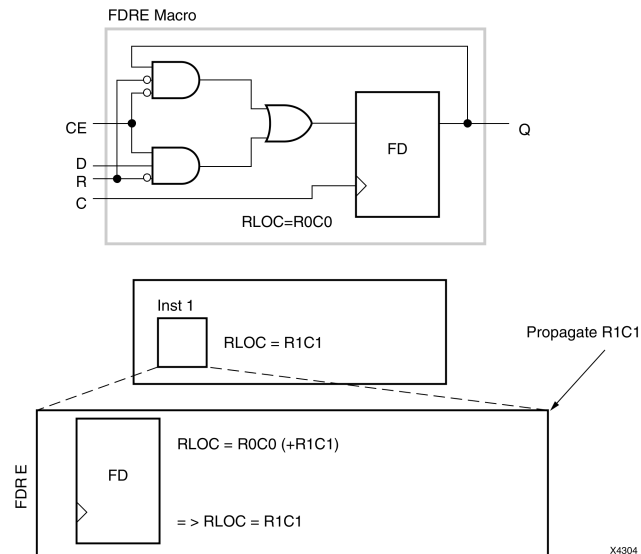 FDRE Macro
CE
D
R
C
FD
Q
RLOC=R0C0
Inst 1
RLOC = R1C1
Propagate R1C1
FDRE
FD
RLOC = R0C0 (+R1C1)
= > RLOC = R1C1
X4304